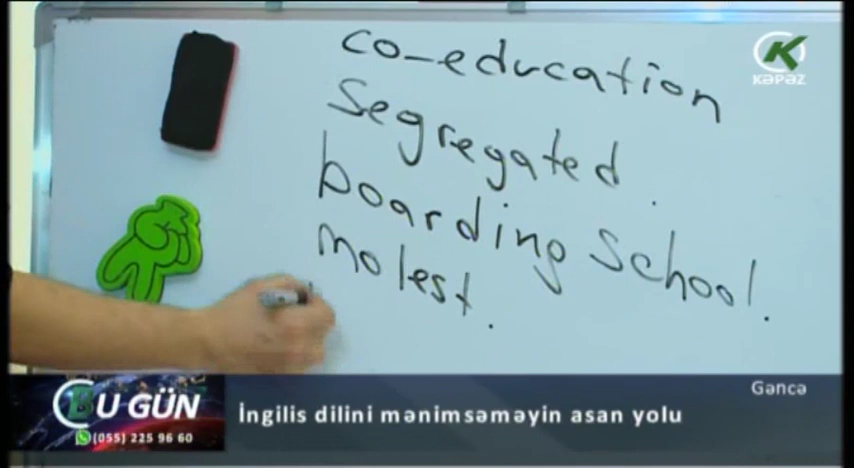 co-education
Segregated.
boarding School.
molest.
KəPəZ
Gəncə
BU GÜN
İngilis dilini mənimsəməyin asan yolu
(055) 225 96 60